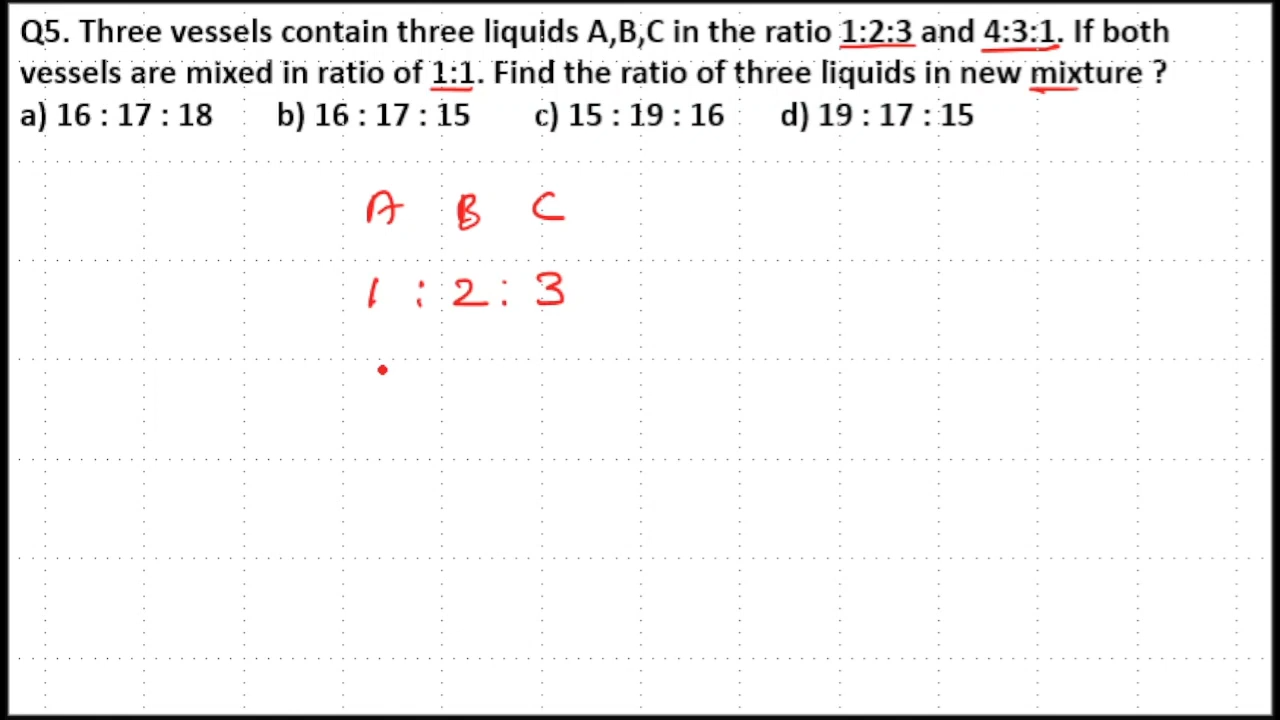 Q5. Three vessels contain three liquids A,B,C in the ratio 1:2:3 and 4:3:1. If both
vessels are mixed in ratio of 1:1. Find the ratio of three liquids in new mixture ?
a) 16 : 17 : 18 b) 16 : 17 : 15 c) 15 : 19 : 16 d) 19 : 17 : 15
A B C
1 : 2 : 3